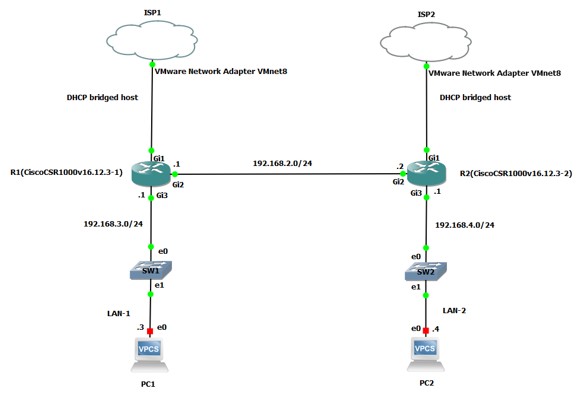 ISP1
ISP2
VMware Network Adapter VMnet8
VMware Network Adapter VMnet8
DHCP bridged host
DHCP bridged host
Gi1
Gi1
R1(CiscoCSR1000v16.12.3-1)
.1
192.168.2.0/24
.2
R2(CiscoCSR1000v16.12.3-2)
Gi2
Gi2
.1
Gi3
Gi3
.1
192.168.3.0/24
192.168.4.0/24
e0
e0
SW1
SW2
e1
e1
LAN-1
LAN-2
.3
e0
e0
.4
VPCS
VPCS
PC1
PC2